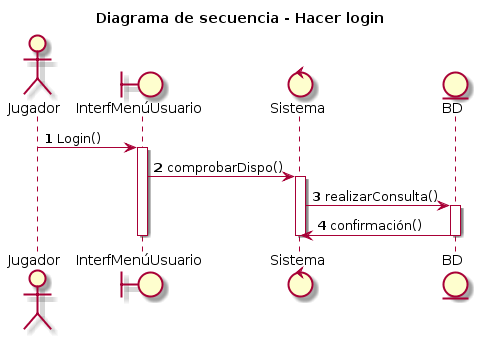 Diagrama de secuencia - Hacer login
Jugador InterfMenúUsuario Sistema BD
1 Login()
2 comprobarDispo()
3 realizarConsulta()
4 confirmación()
Jugador InterfMenúUsuario Sistema BD